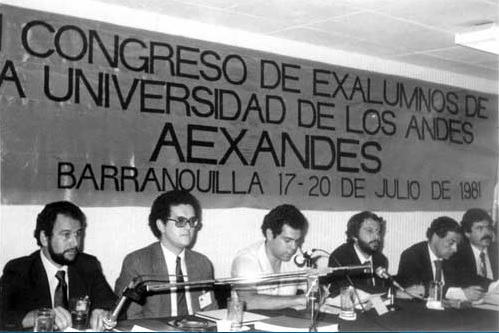 I CONGRESO DE EXALUMNOS DE
A UNIVERSIDAD DE LOS ANDES
AEXANDES
BARRANQUILLA 17-20 DE JULIO DE 1981